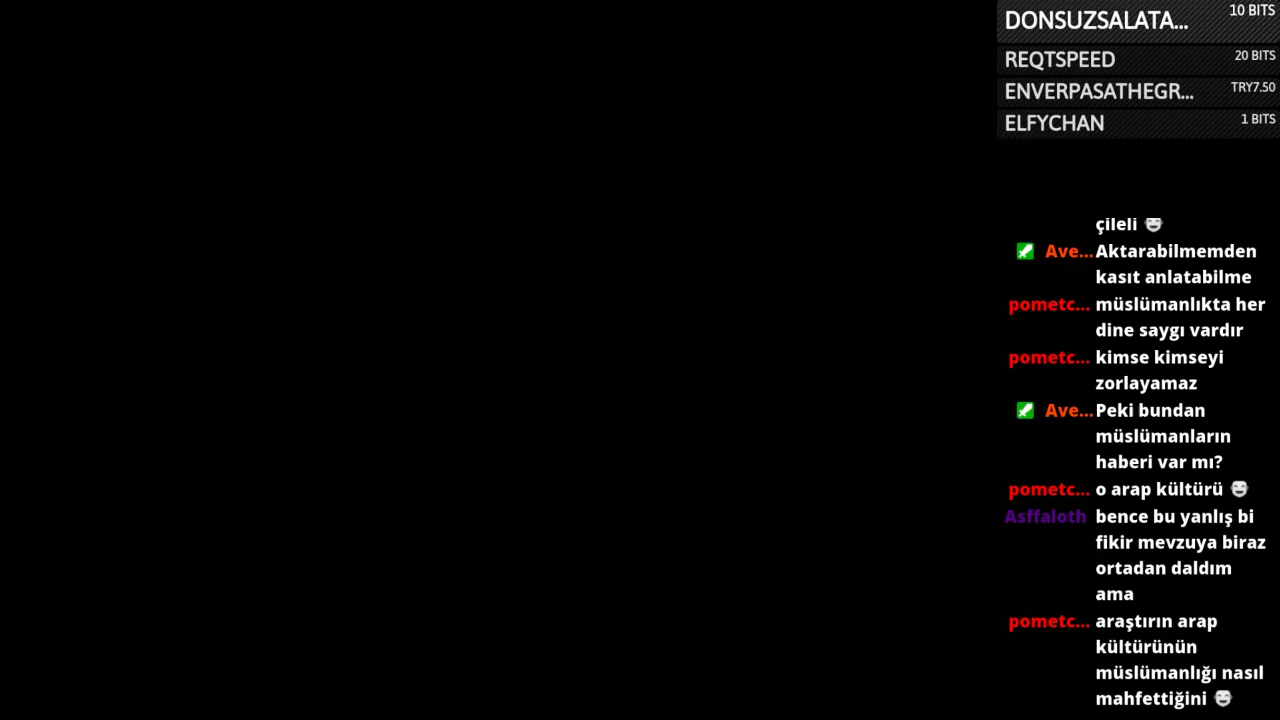 DONSUZSALATA... 10 BITS
REQTSPEED 20 BITS
ENVERPASATHEGR... TRY7.50
ELFYCHAN 1 BITS
çileli
Ave... Aktarabilmemden
kasıt anlatabilme
pometc... müslümanlıkta her
dine saygı vardır
pometc... kimse kimseyi
zorlayamaz
Ave... Peki bundan
müslümanların
haberi var mı?
pometc... o arap kültürü
Asffaloth bence bu yanlış bi
fikir mevzuya biraz
ortadan daldım
ama
pometc... araştırın arap
kültürünün
müslümanlığı nasıl
mahfettiğini